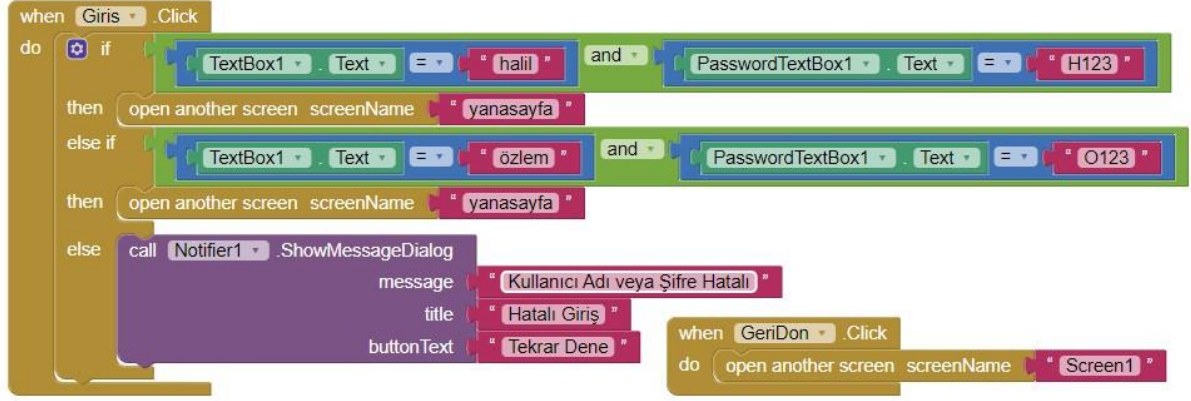 when Giris .Click
do if TextBox1 . Text = " halil " and PasswordTextBox1 . Text = " H123 "
then open another screen screenName " yanasayfa "
else if TextBox1 . Text = " özlem " and PasswordTextBox1 . Text = " O123 "
then open another screen screenName " yanasayfa "
else call Notifier1 .ShowMessageDialog
message " Kullanıcı Adı veya Şifre Hatalı "
title " Hatalı Giriş "
buttonText " Tekrar Dene "
when GeriDon .Click
do open another screen screenName " Screen1 "